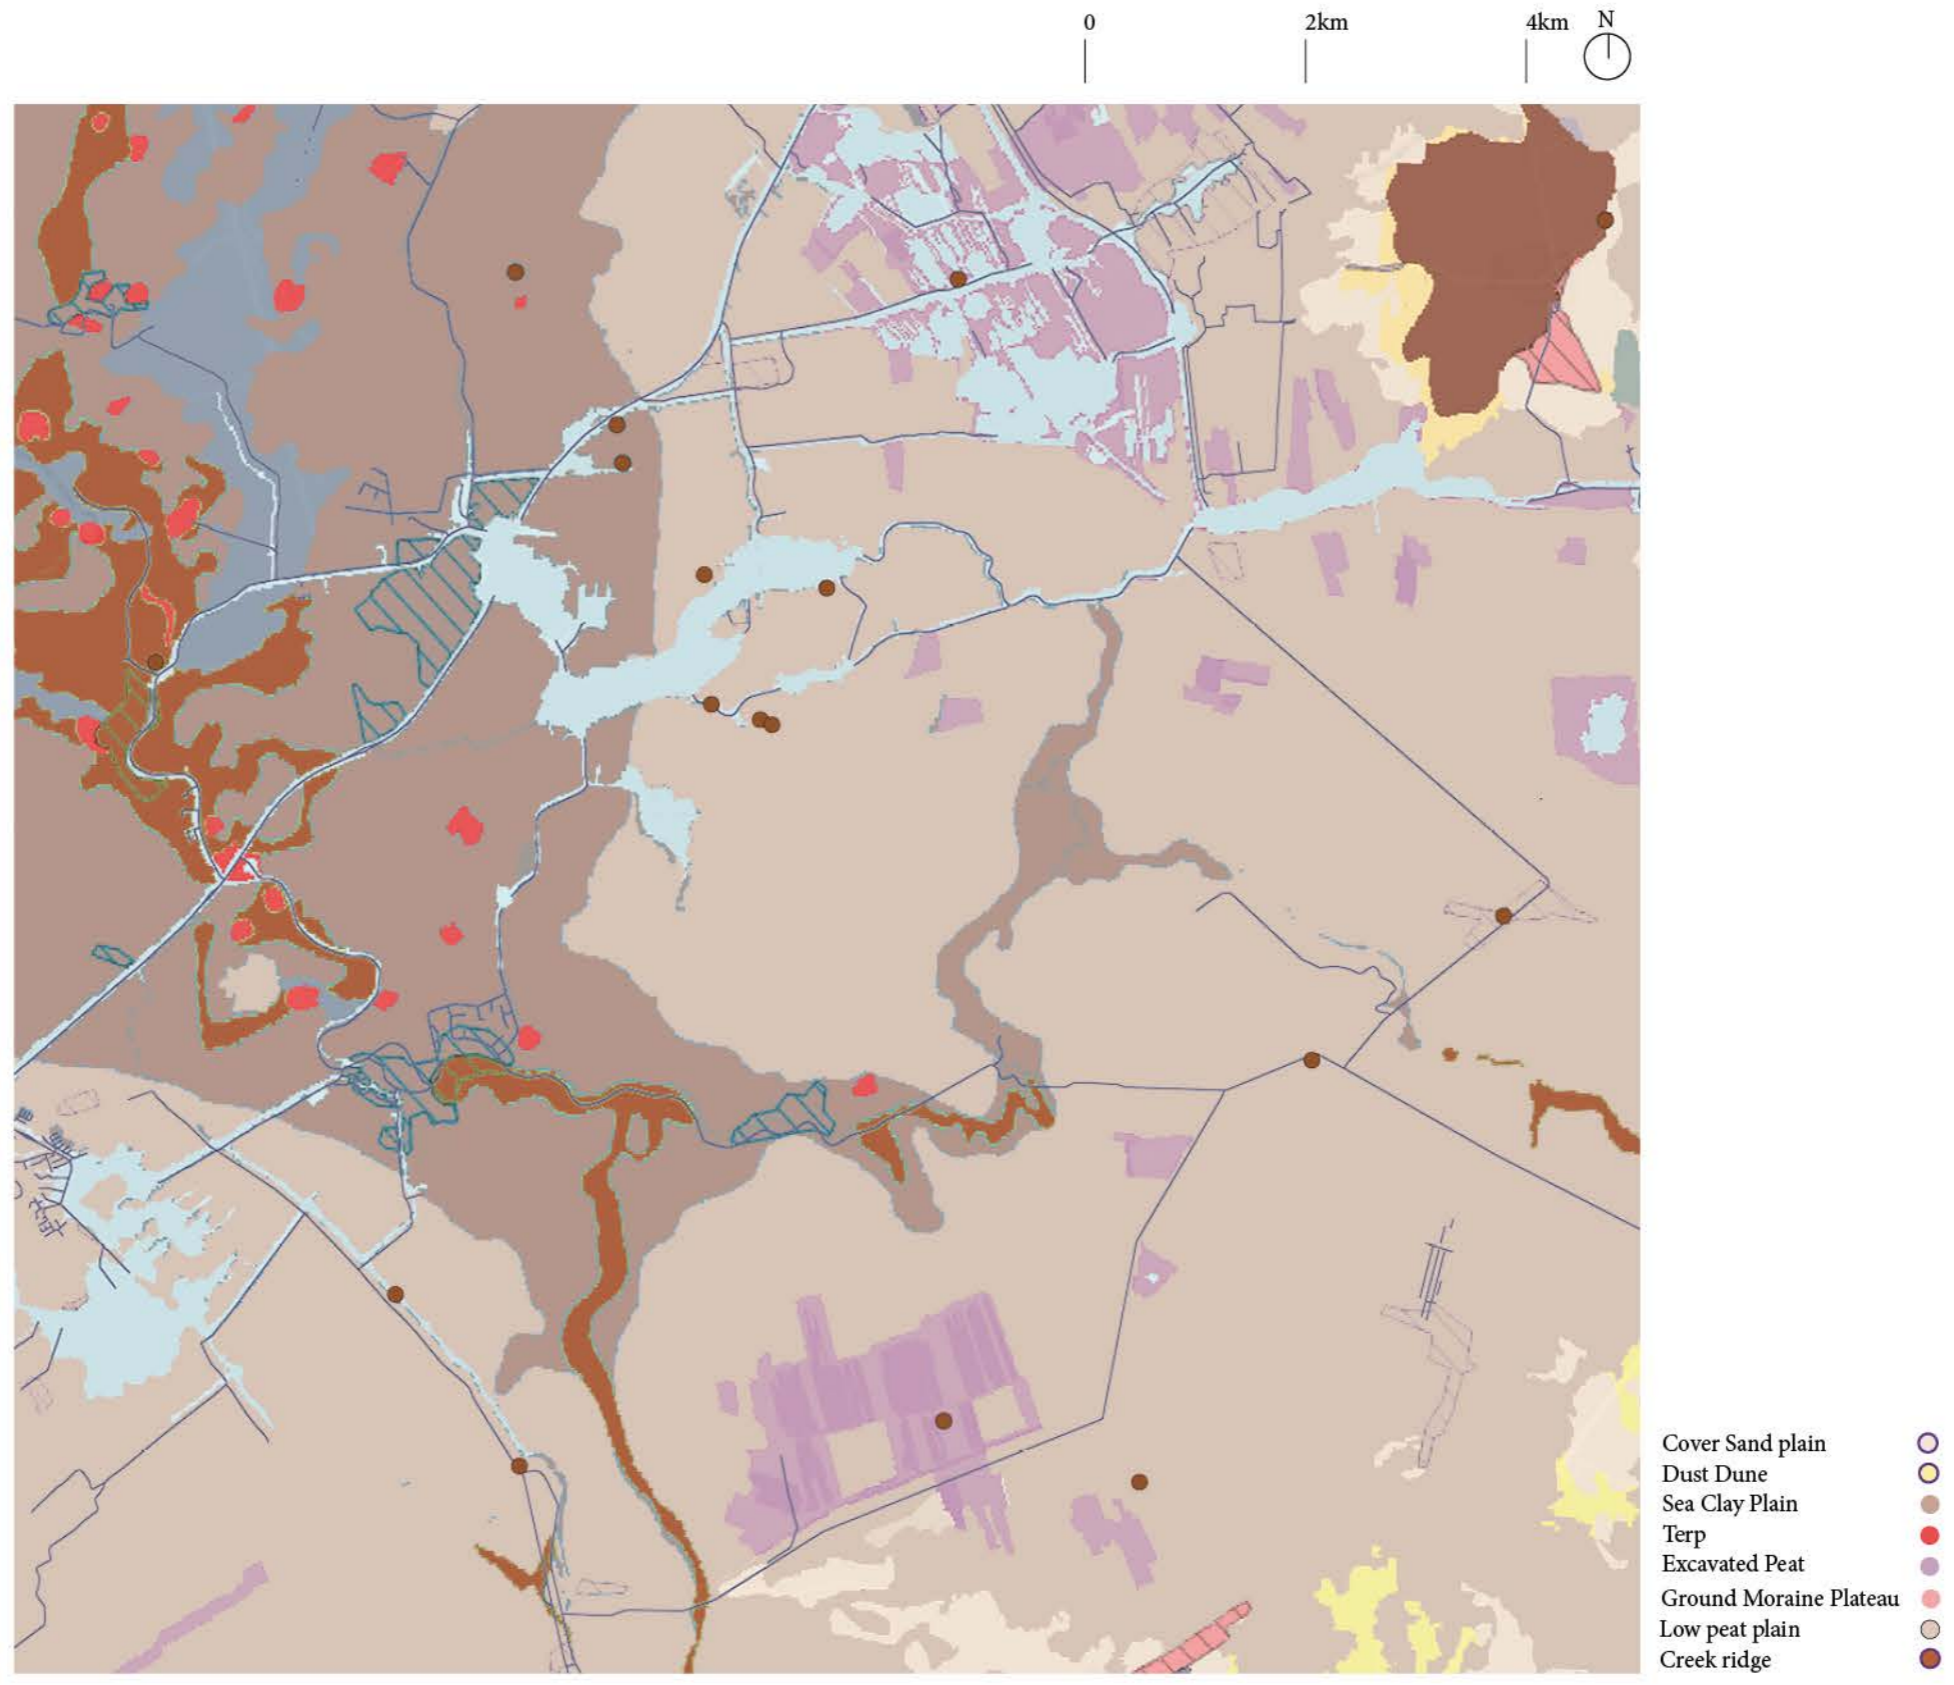 0 2km 4km N
Cover Sand plain
Dust Dune
Sea Clay Plain
Terp
Excavated Peat
Ground Moraine Plateau
Low peat plain
Creek ridge